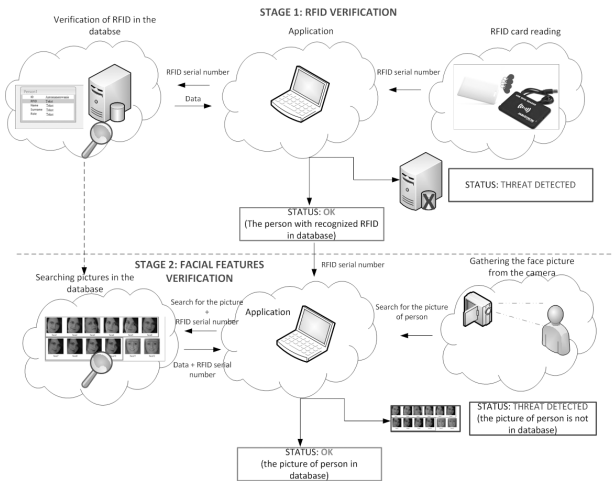 STAGE 1: RFID VERIFICATION
Verification of RFID in the
databse
Application
RFID card reading
RFID serial number
Data
RFID serial number
STATUS: THREAT DETECTED
STATUS: OK
(The person with recognized RFID
in database)
RFID serial number
STAGE 2: FACIAL FEATURES
VERIFICATION
Searching pictures in the
database
Gathering the face picture
from the camera
Search for the picture
+
RFID serial number
Application
Search for the picture
of person
Data + RFID serial
number
STATUS: THREAT DETECTED
(the picture of person is not
in database)
STATUS: OK
(the picture of person in
database)